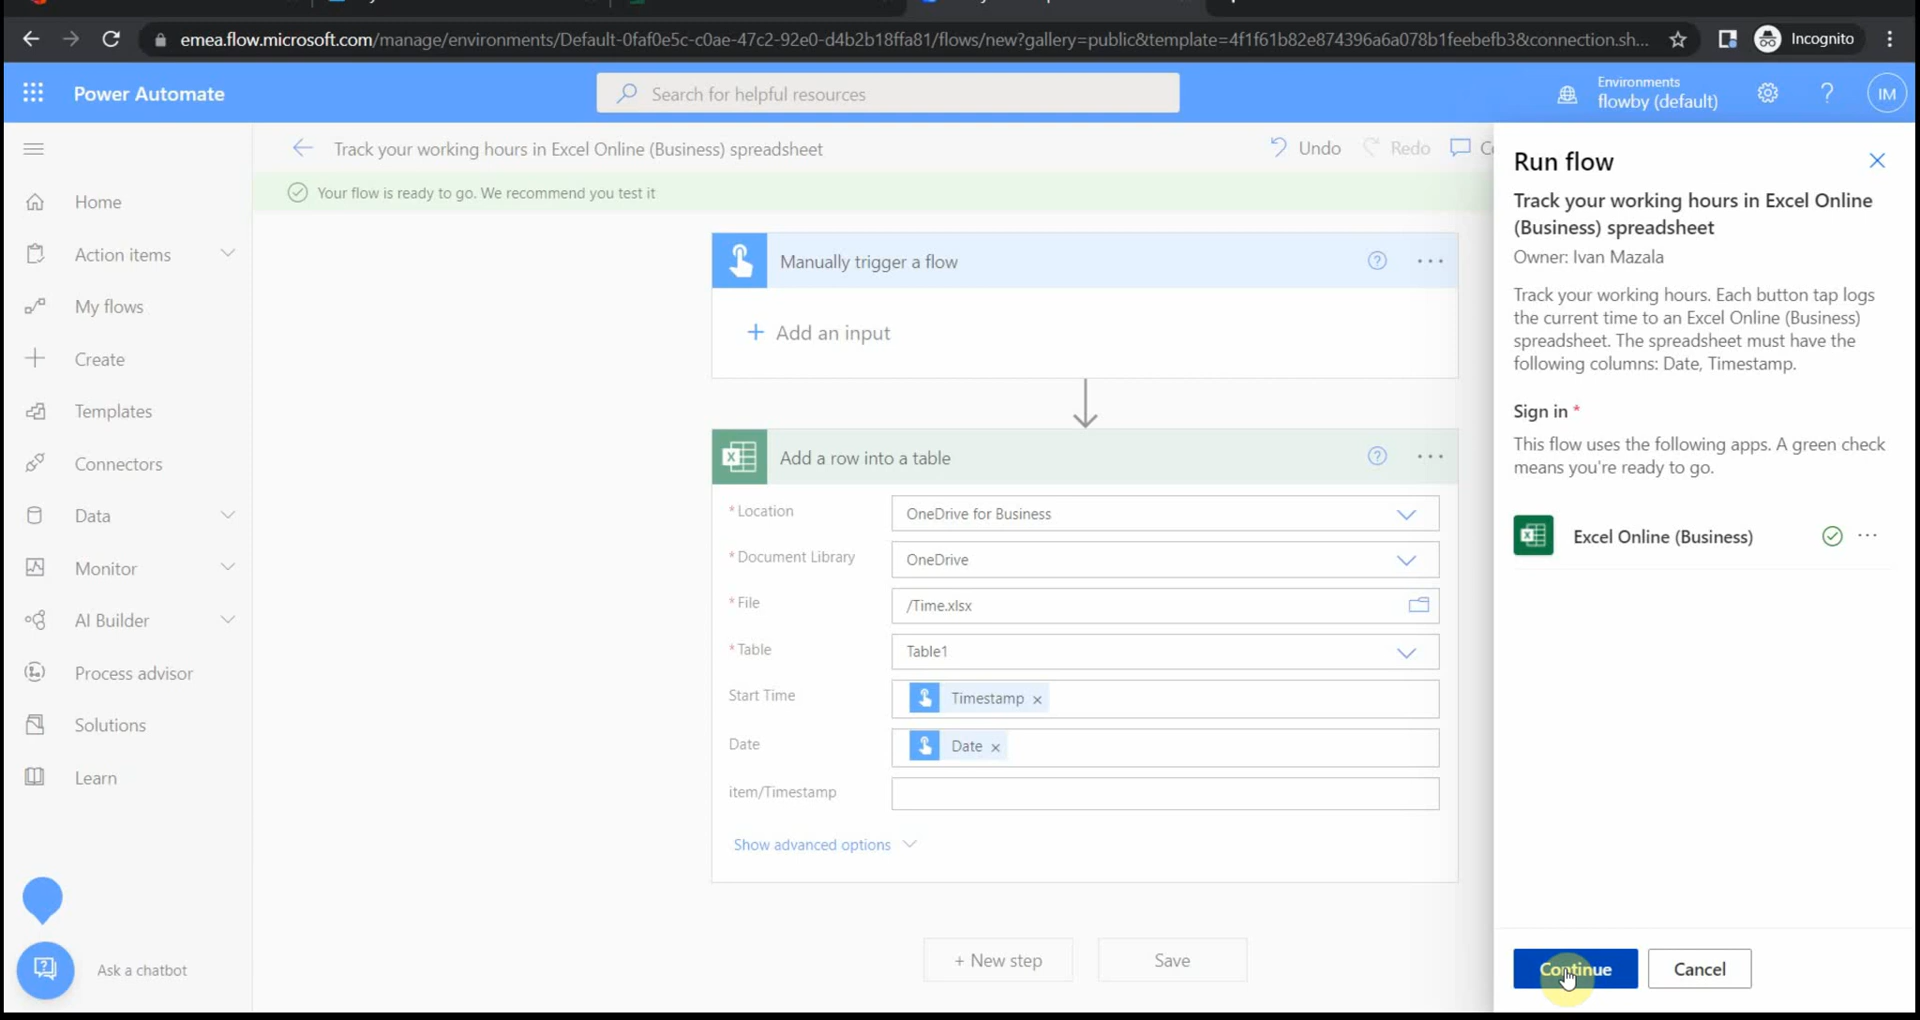 emea.flow.microsoft.com/manage/environments/Default-0faf0e5c-c0ae-47c2-92e0-d4b2b18ffa81/flows/new?gallery=public&template=4f1f61b82e874396a6a078b1feebefb3&connection.sh...
Incognito
Power Automate
Search for helpful resources
Environments
flowby (default)
?
IM
Home
Action items
My flows
Create
Templates
Connectors
Data
Monitor
AI Builder
Process advisor
Solutions
Learn
Ask a chatbot
Track your working hours in Excel Online (Business) spreadsheet
Undo
Redo
Your flow is ready to go. We recommend you test it
Manually trigger a flow
+ Add an input
Add a row into a table
* Location
OneDrive for Business
* Document Library
OneDrive
* File
/Time.xlsx
* Table
Table1
Start Time
Timestamp ×
Date
Date ×
item/Timestamp
Show advanced options
+ New step
Save
Run flow
Track your working hours in Excel Online
(Business) spreadsheet
Owner: Ivan Mazala
Track your working hours. Each button tap logs
the current time to an Excel Online (Business)
spreadsheet. The spreadsheet must have the
following columns: Date, Timestamp.
Sign in *
This flow uses the following apps. A green check
means you're ready to go.
Excel Online (Business)
Continue
Cancel